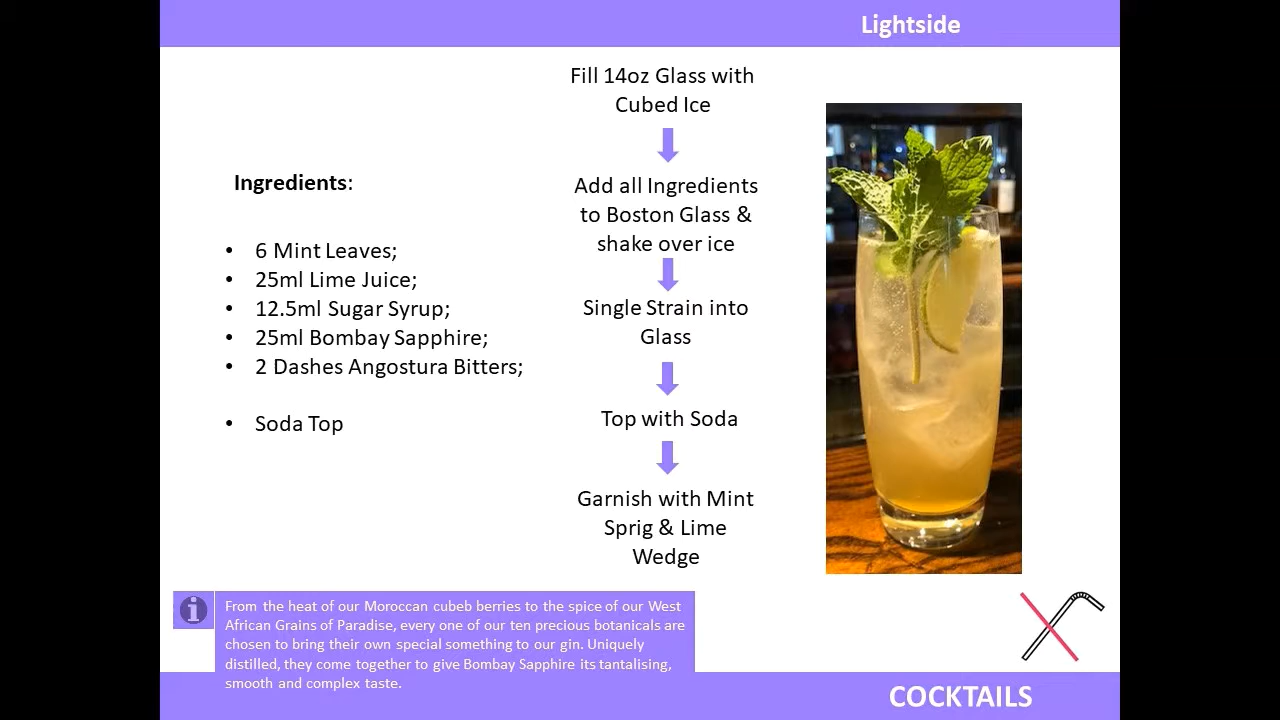 Lightside
Fill 14oz Glass with
Cubed Ice
Ingredients:
• 6 Mint Leaves;
• 25ml Lime Juice;
• 12.5ml Sugar Syrup;
• 25ml Bombay Sapphire;
• 2 Dashes Angostura Bitters;
• Soda Top
Add all Ingredients
to Boston Glass &
shake over ice
Single Strain into
Glass
Top with Soda
Garnish with Mint
Sprig & Lime
Wedge
i
From the heat of our Moroccan cubeb berries to the spice of our West
African Grains of Paradise, every one of our ten precious botanicals are
chosen to bring their own special something to our gin. Uniquely
distilled, they come together to give Bombay Sapphire its tantalising,
smooth and complex taste.
COCKTAILS